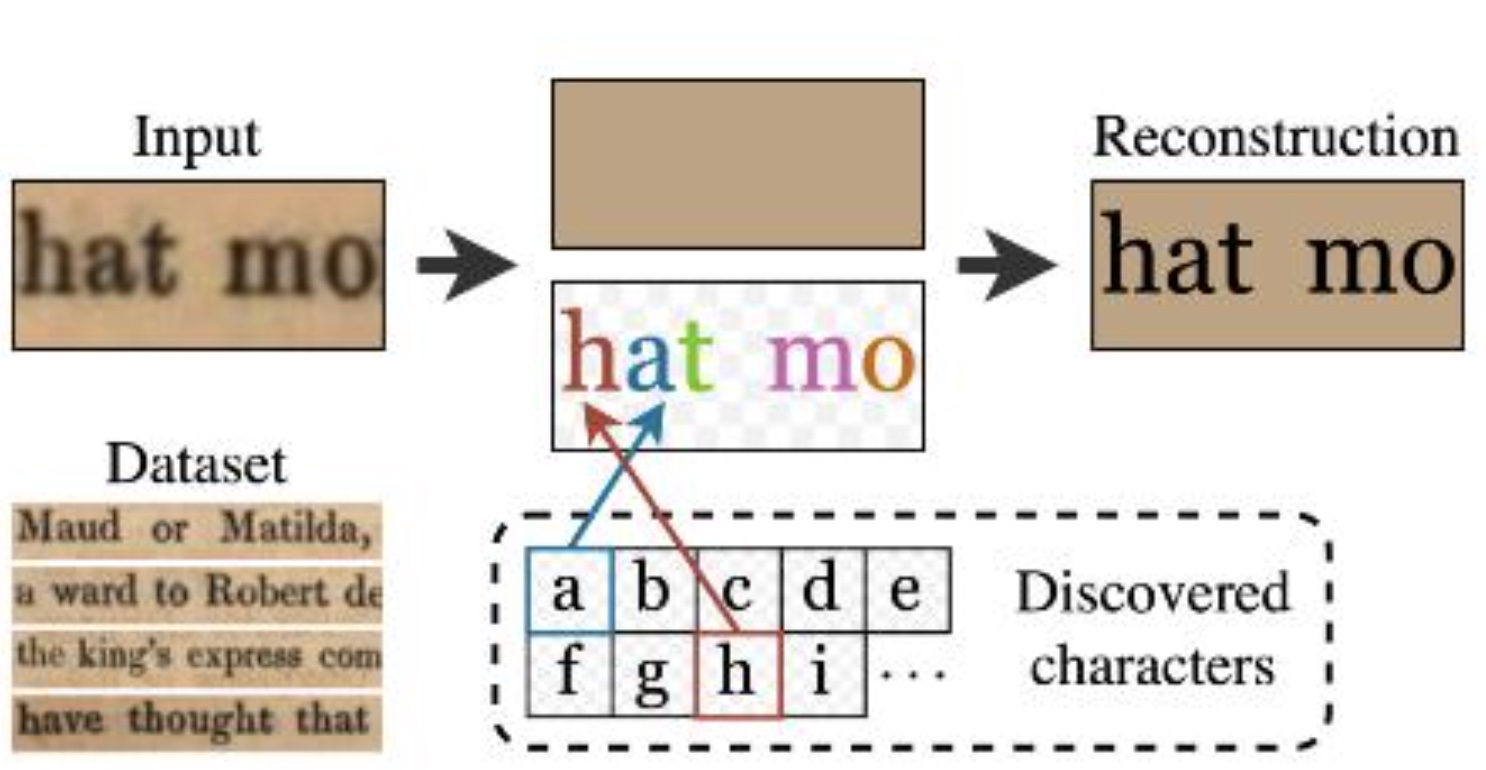 Input
hat mo
Dataset
Maud or Matilda,
a ward to Robert de
the king's express com
have thought that
hat mo
a b c d e
f g h i ...
Discovered
characters
Reconstruction
hat mo